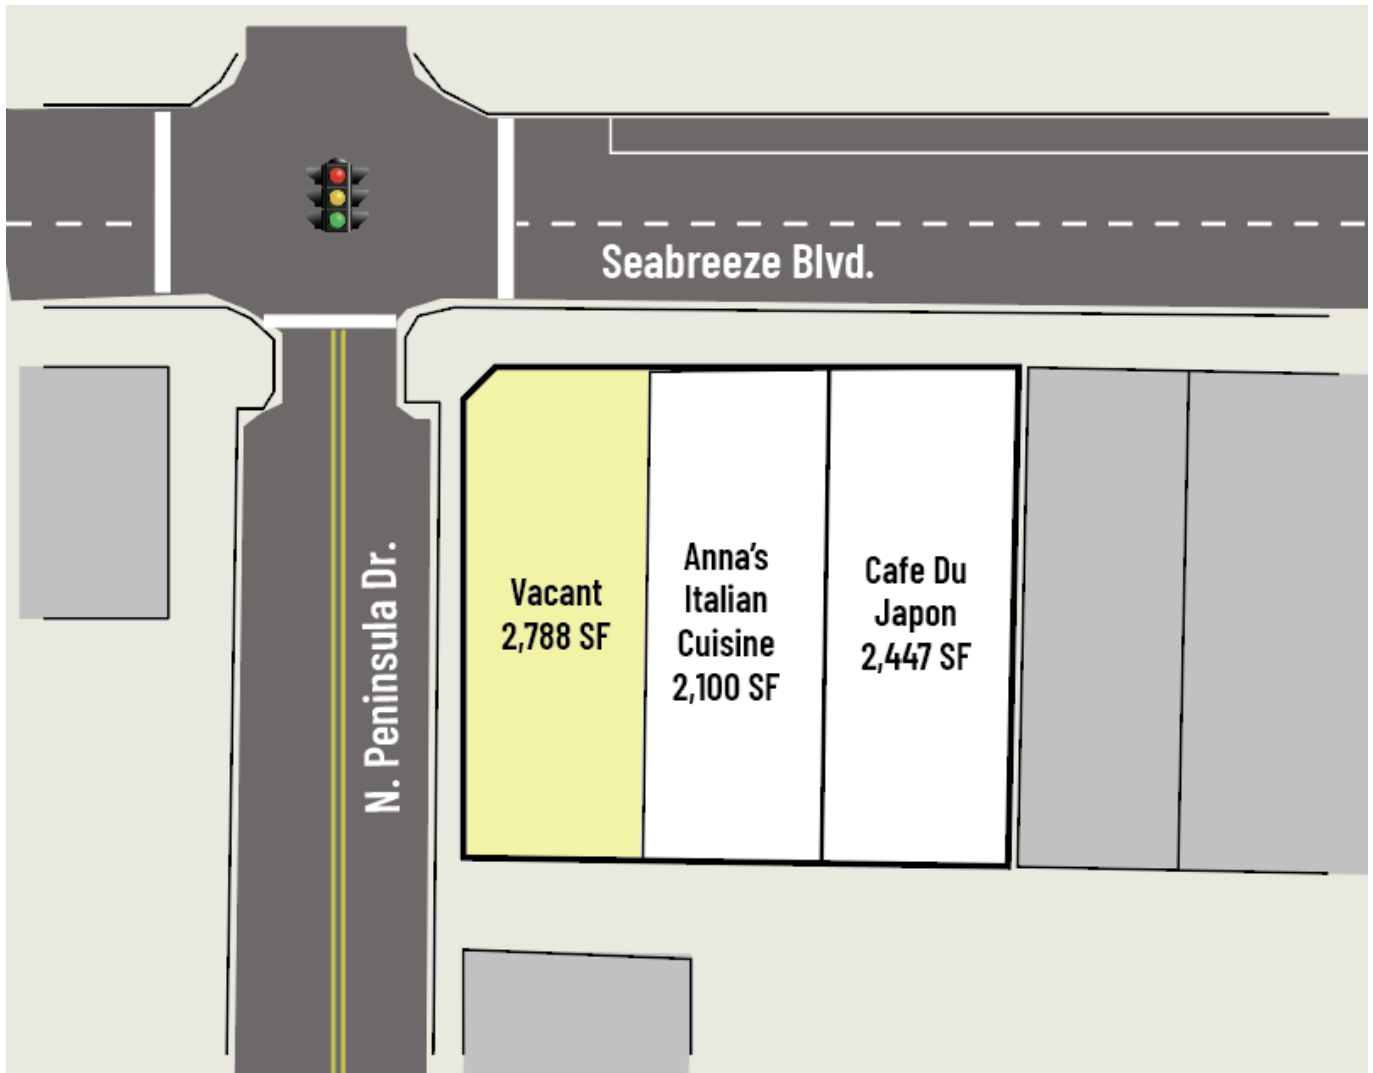 Seabreeze Blvd.
N. Peninsula Dr.
Vacant
2,788 SF
Anna’s
Italian
Cuisine
2,100 SF
Cafe Du
Japon
2,447 SF